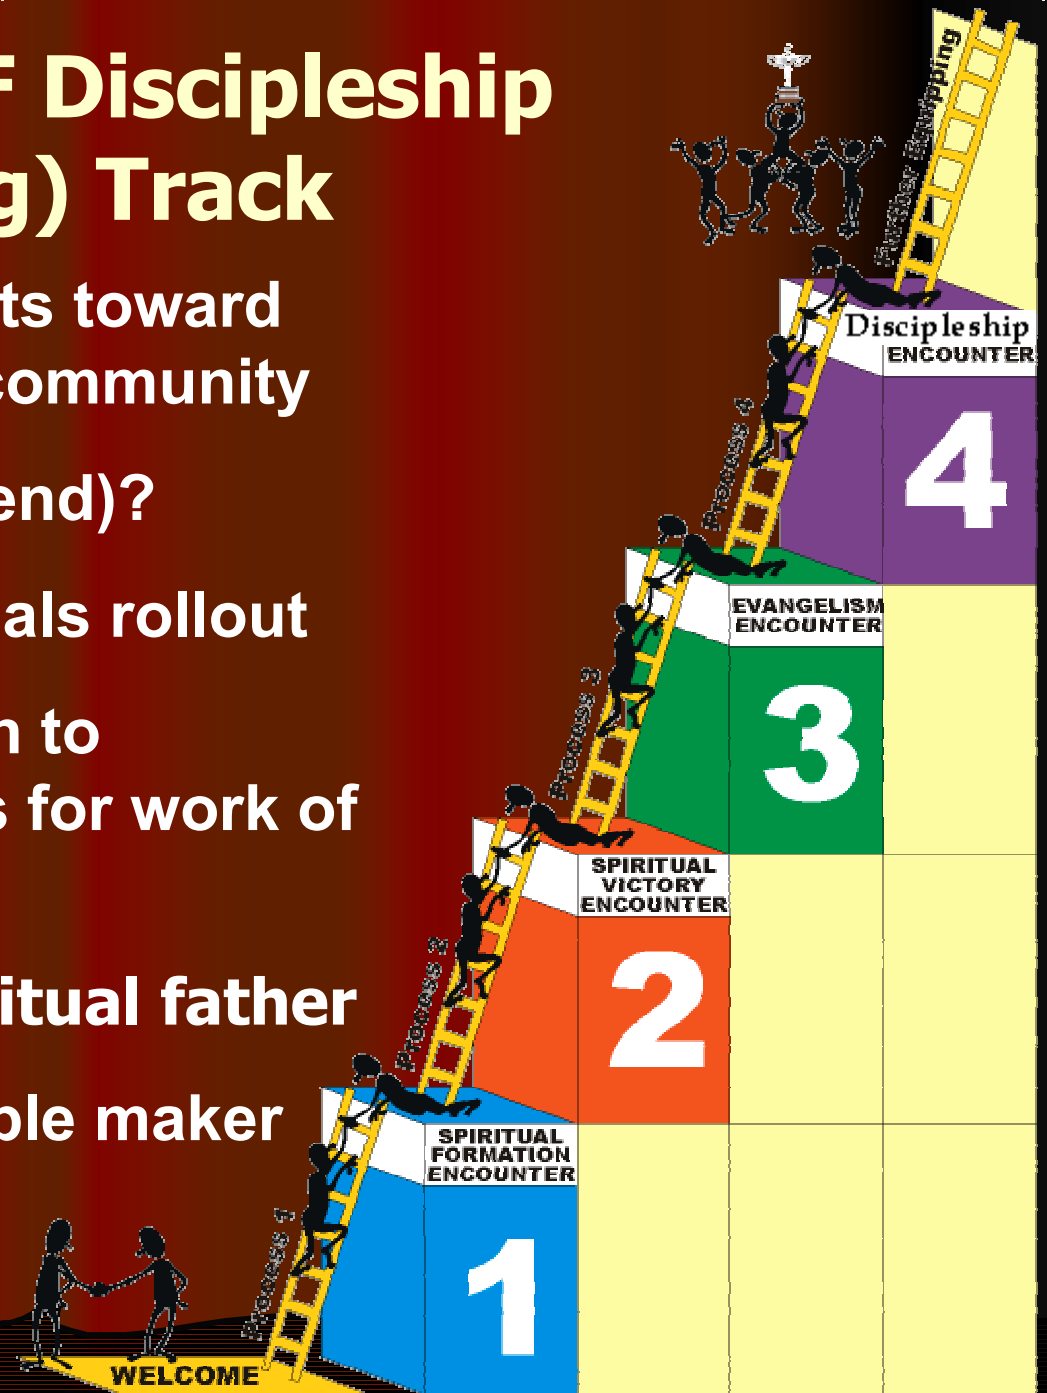 F Discipleship
g) Track
ts toward
community
end)?
als rollout
n to
s for work of
itual father
ple maker
Further Equipping
Discipleship
ENCOUNTER
4
Process 4
EVANGELISM
ENCOUNTER
3
Process 3
SPIRITUAL
VICTORY
ENCOUNTER
2
Process 2
SPIRITUAL
FORMATION
ENCOUNTER
1
Process 1
WELCOME